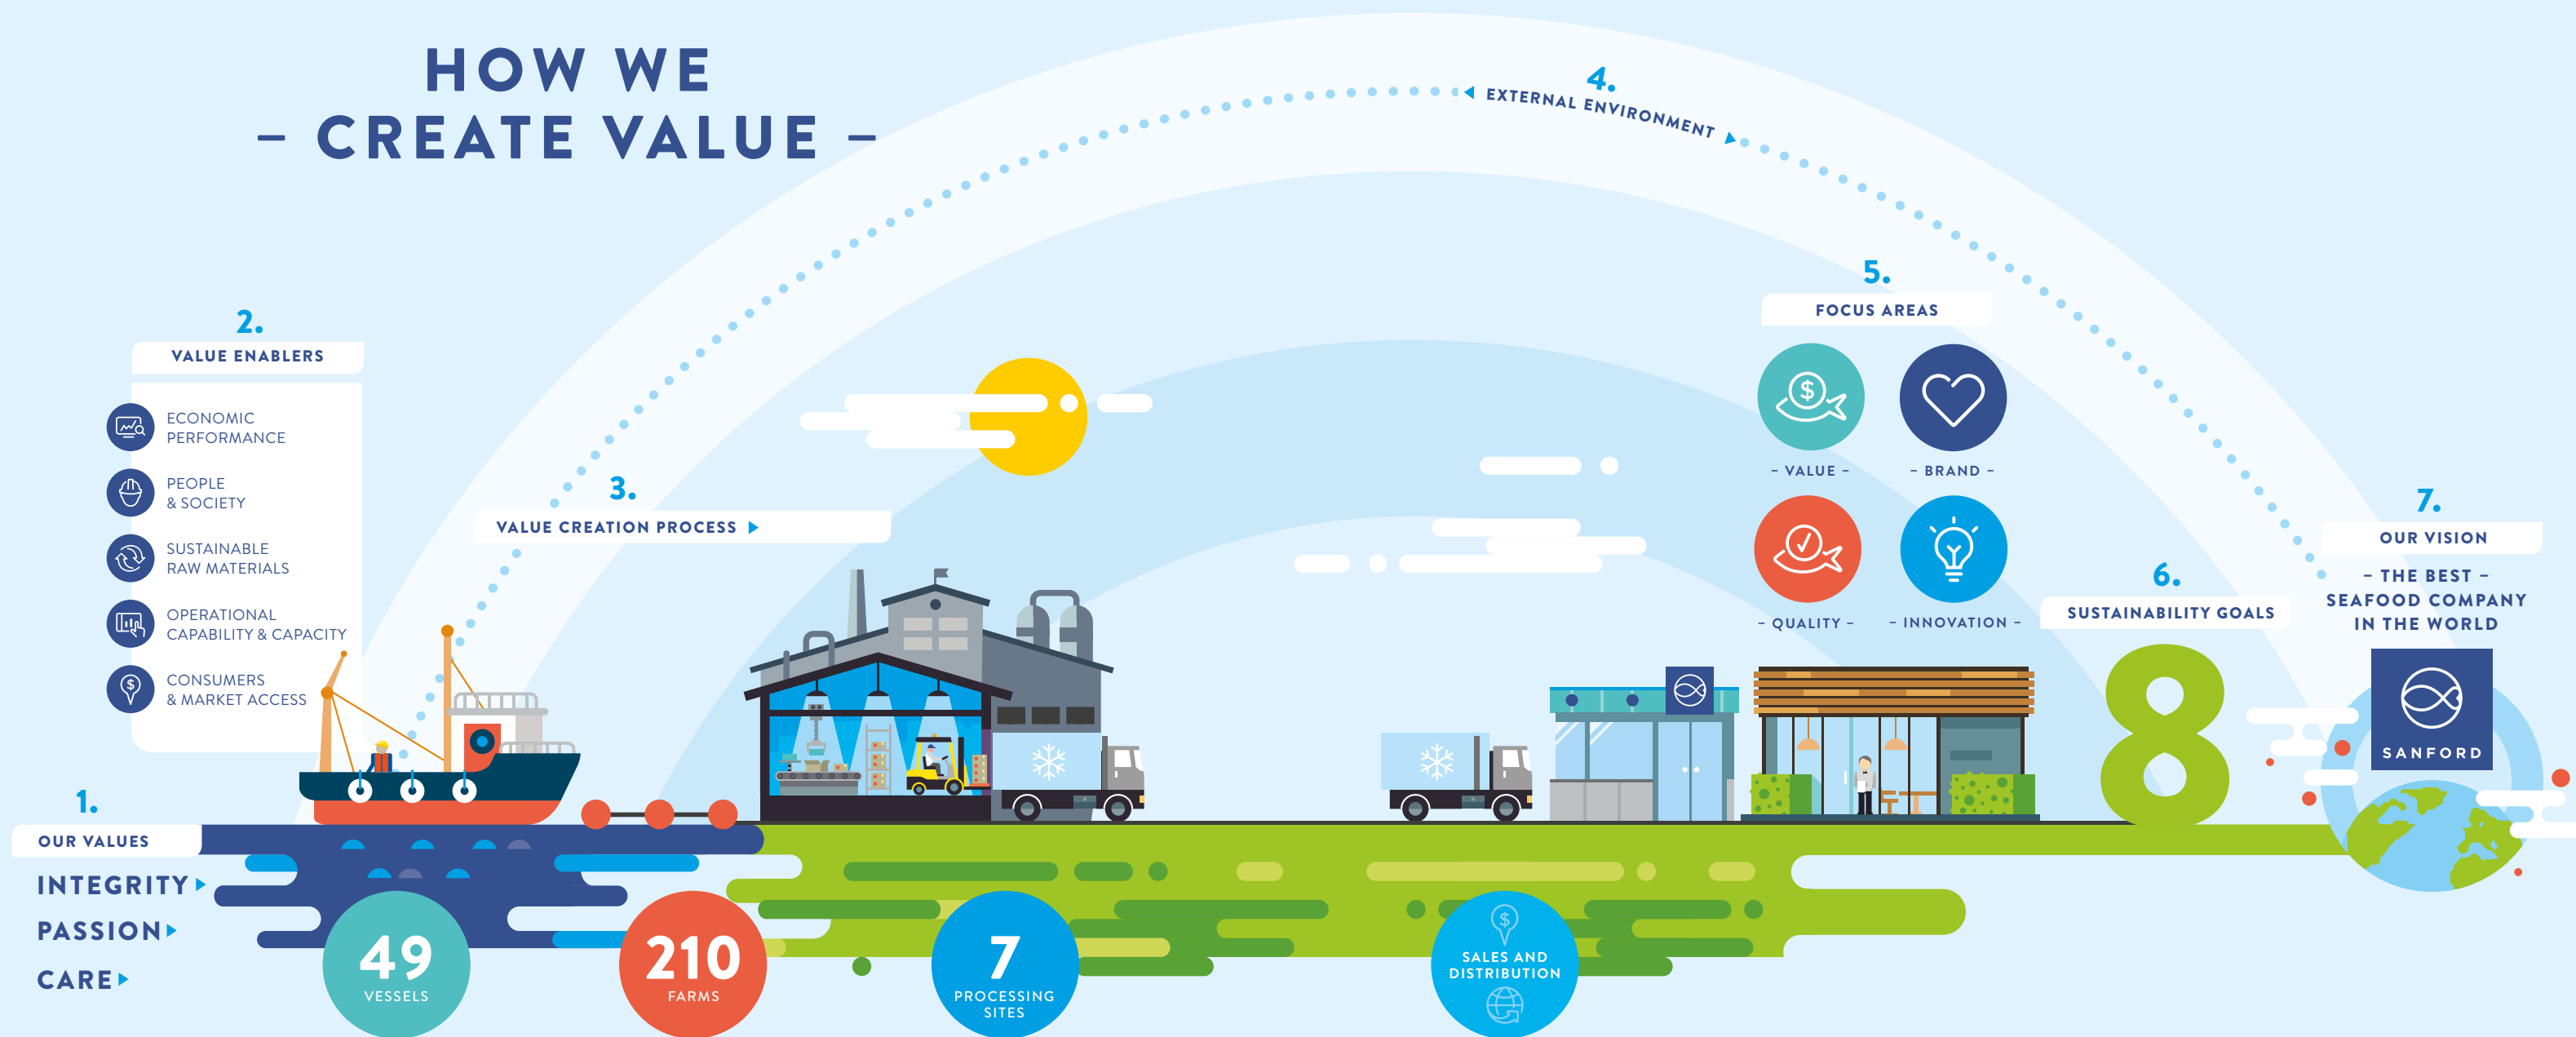 HOW WE
– CREATE VALUE –
1.
OUR VALUES
INTEGRITY
PASSION
CARE
2.
VALUE ENABLERS
ECONOMIC
PERFORMANCE
PEOPLE
& SOCIETY
SUSTAINABLE
RAW MATERIALS
OPERATIONAL
CAPABILITY & CAPACITY
CONSUMERS
& MARKET ACCESS
3.
VALUE CREATION PROCESS
49
VESSELS
210
FARMS
7
PROCESSING
SITES
$
SALES AND
DISTRIBUTION
4.
EXTERNAL ENVIRONMENT
5.
FOCUS AREAS
$
– VALUE –
– BRAND –
– QUALITY –
– INNOVATION –
6.
SUSTAINABILITY GOALS
8
7.
OUR VISION
– THE BEST –
SEAFOOD COMPANY
IN THE WORLD
SANFORD